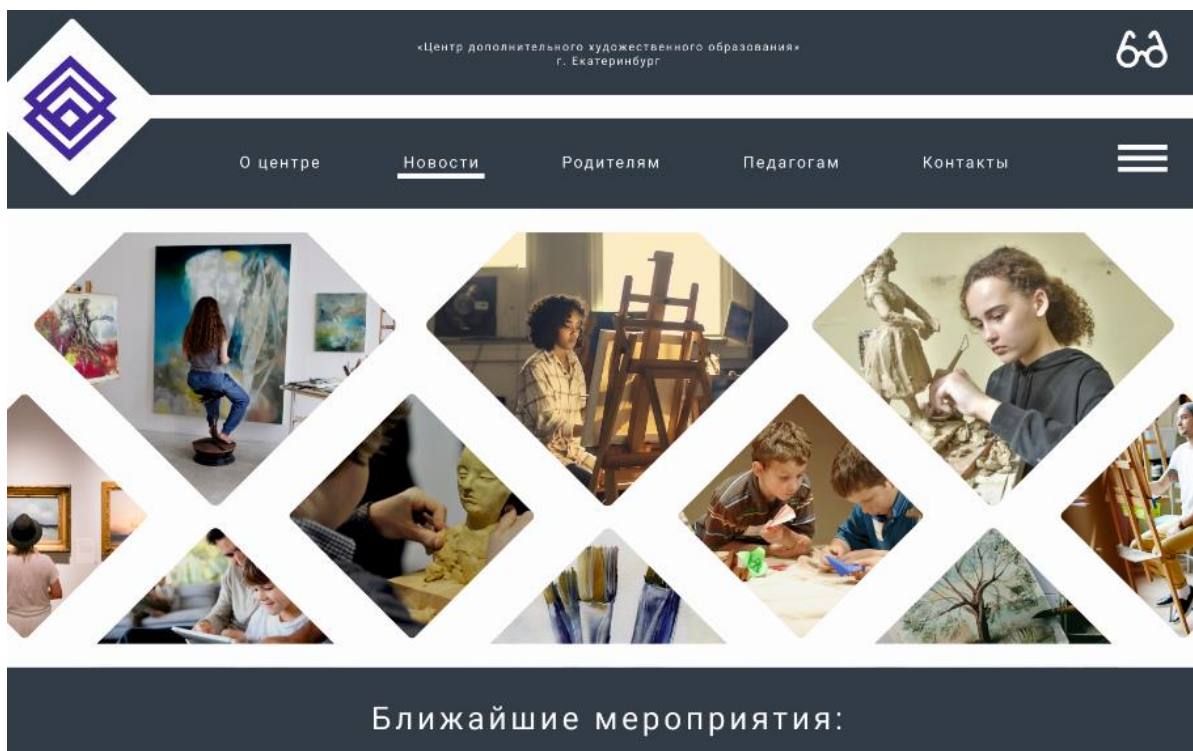 «Центр дополнительного художественного образования»
г. Екатеринбург
О центре
Новости
Родителям
Педагогам
Контакты
Ближайшие мероприятия: